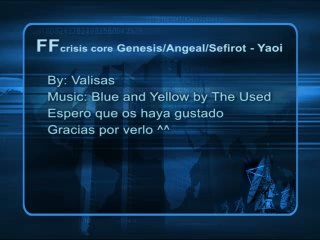 FFcrisis core Genesis/Angeal/Sefirot - Yaoi
By: Valisas
Music: Blue and Yellow by The Used
Espero que os haya gustado
Gracias por verlo ^^